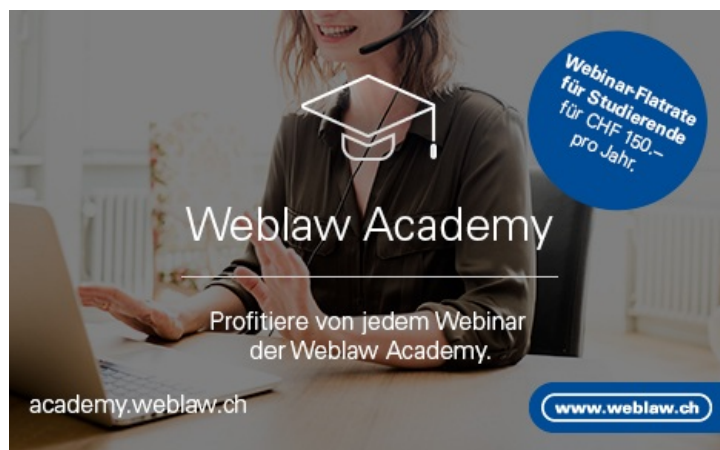 Webinar-Flatrate
für Studierende
für CHF 150.–
pro Jahr.
Weblaw Academy
Profitiere von jedem Webinar
der Weblaw Academy.
academy.weblaw.ch
www.weblaw.ch